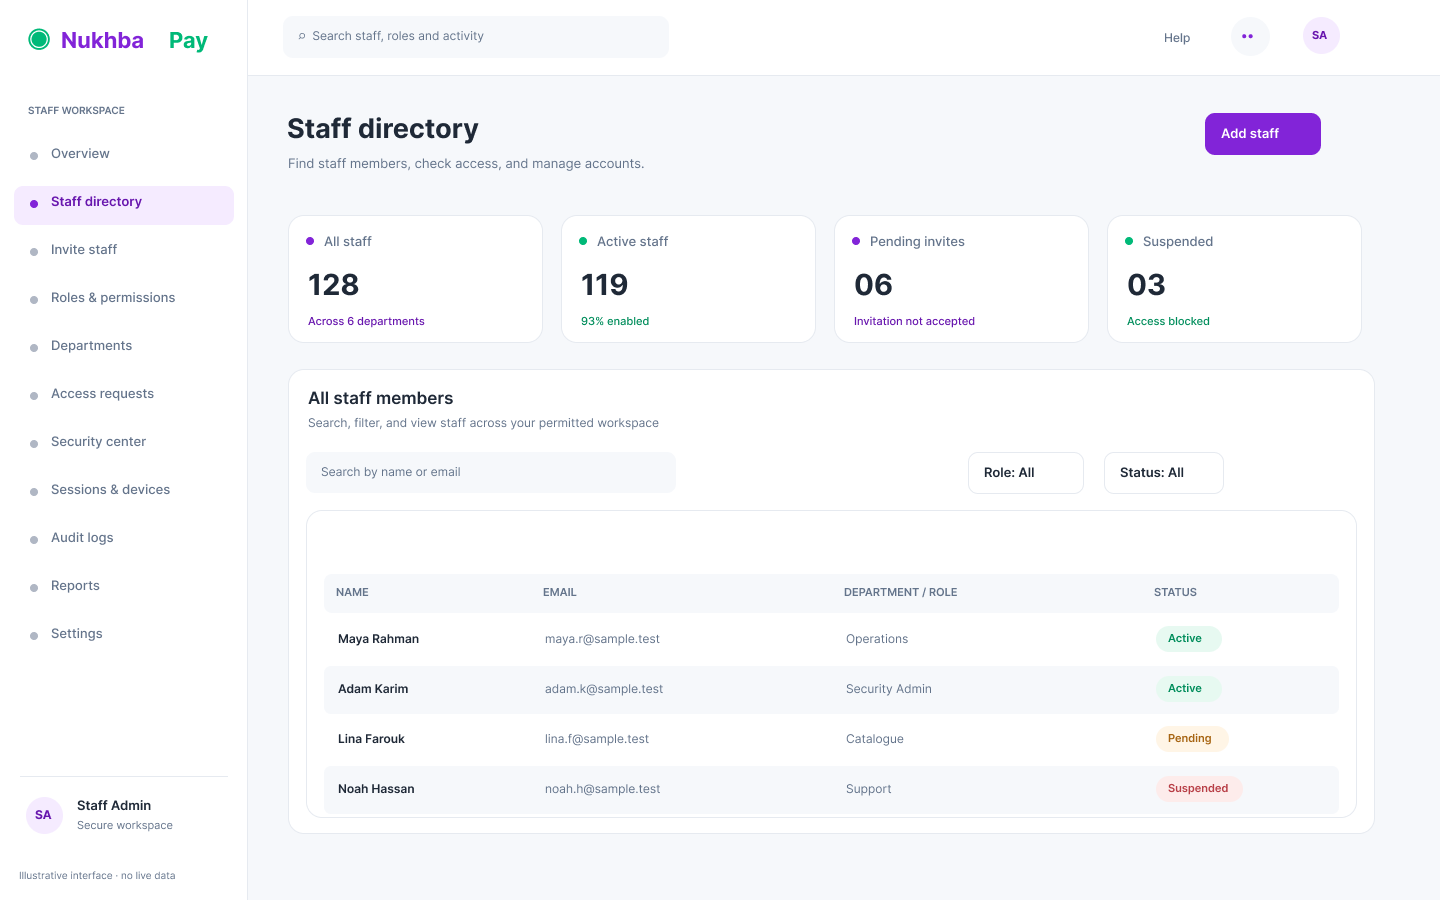 Nukhba Pay
STAFF WORKSPACE
Overview
Staff directory
Invite staff
Roles & permissions
Departments
Access requests
Security center
Sessions & devices
Audit logs
Reports
Settings
SA
Staff Admin
Secure workspace
Illustrative interface · no live data
Search staff, roles and activity
Help
SA
Staff directory
Find staff members, check access, and manage accounts.
Add staff
All staff
128
Across 6 departments
Active staff
119
93% enabled
Pending invites
06
Invitation not accepted
Suspended
03
Access blocked
All staff members
Search, filter, and view staff across your permitted workspace
Search by name or email
Role: All
Status: All
NAME EMAIL DEPARTMENT / ROLE STATUS
Maya Rahman maya.r@sample.test Operations Active
Adam Karim adam.k@sample.test Security Admin Active
Lina Farouk lina.f@sample.test Catalogue Pending
Noah Hassan noah.h@sample.test Support Suspended